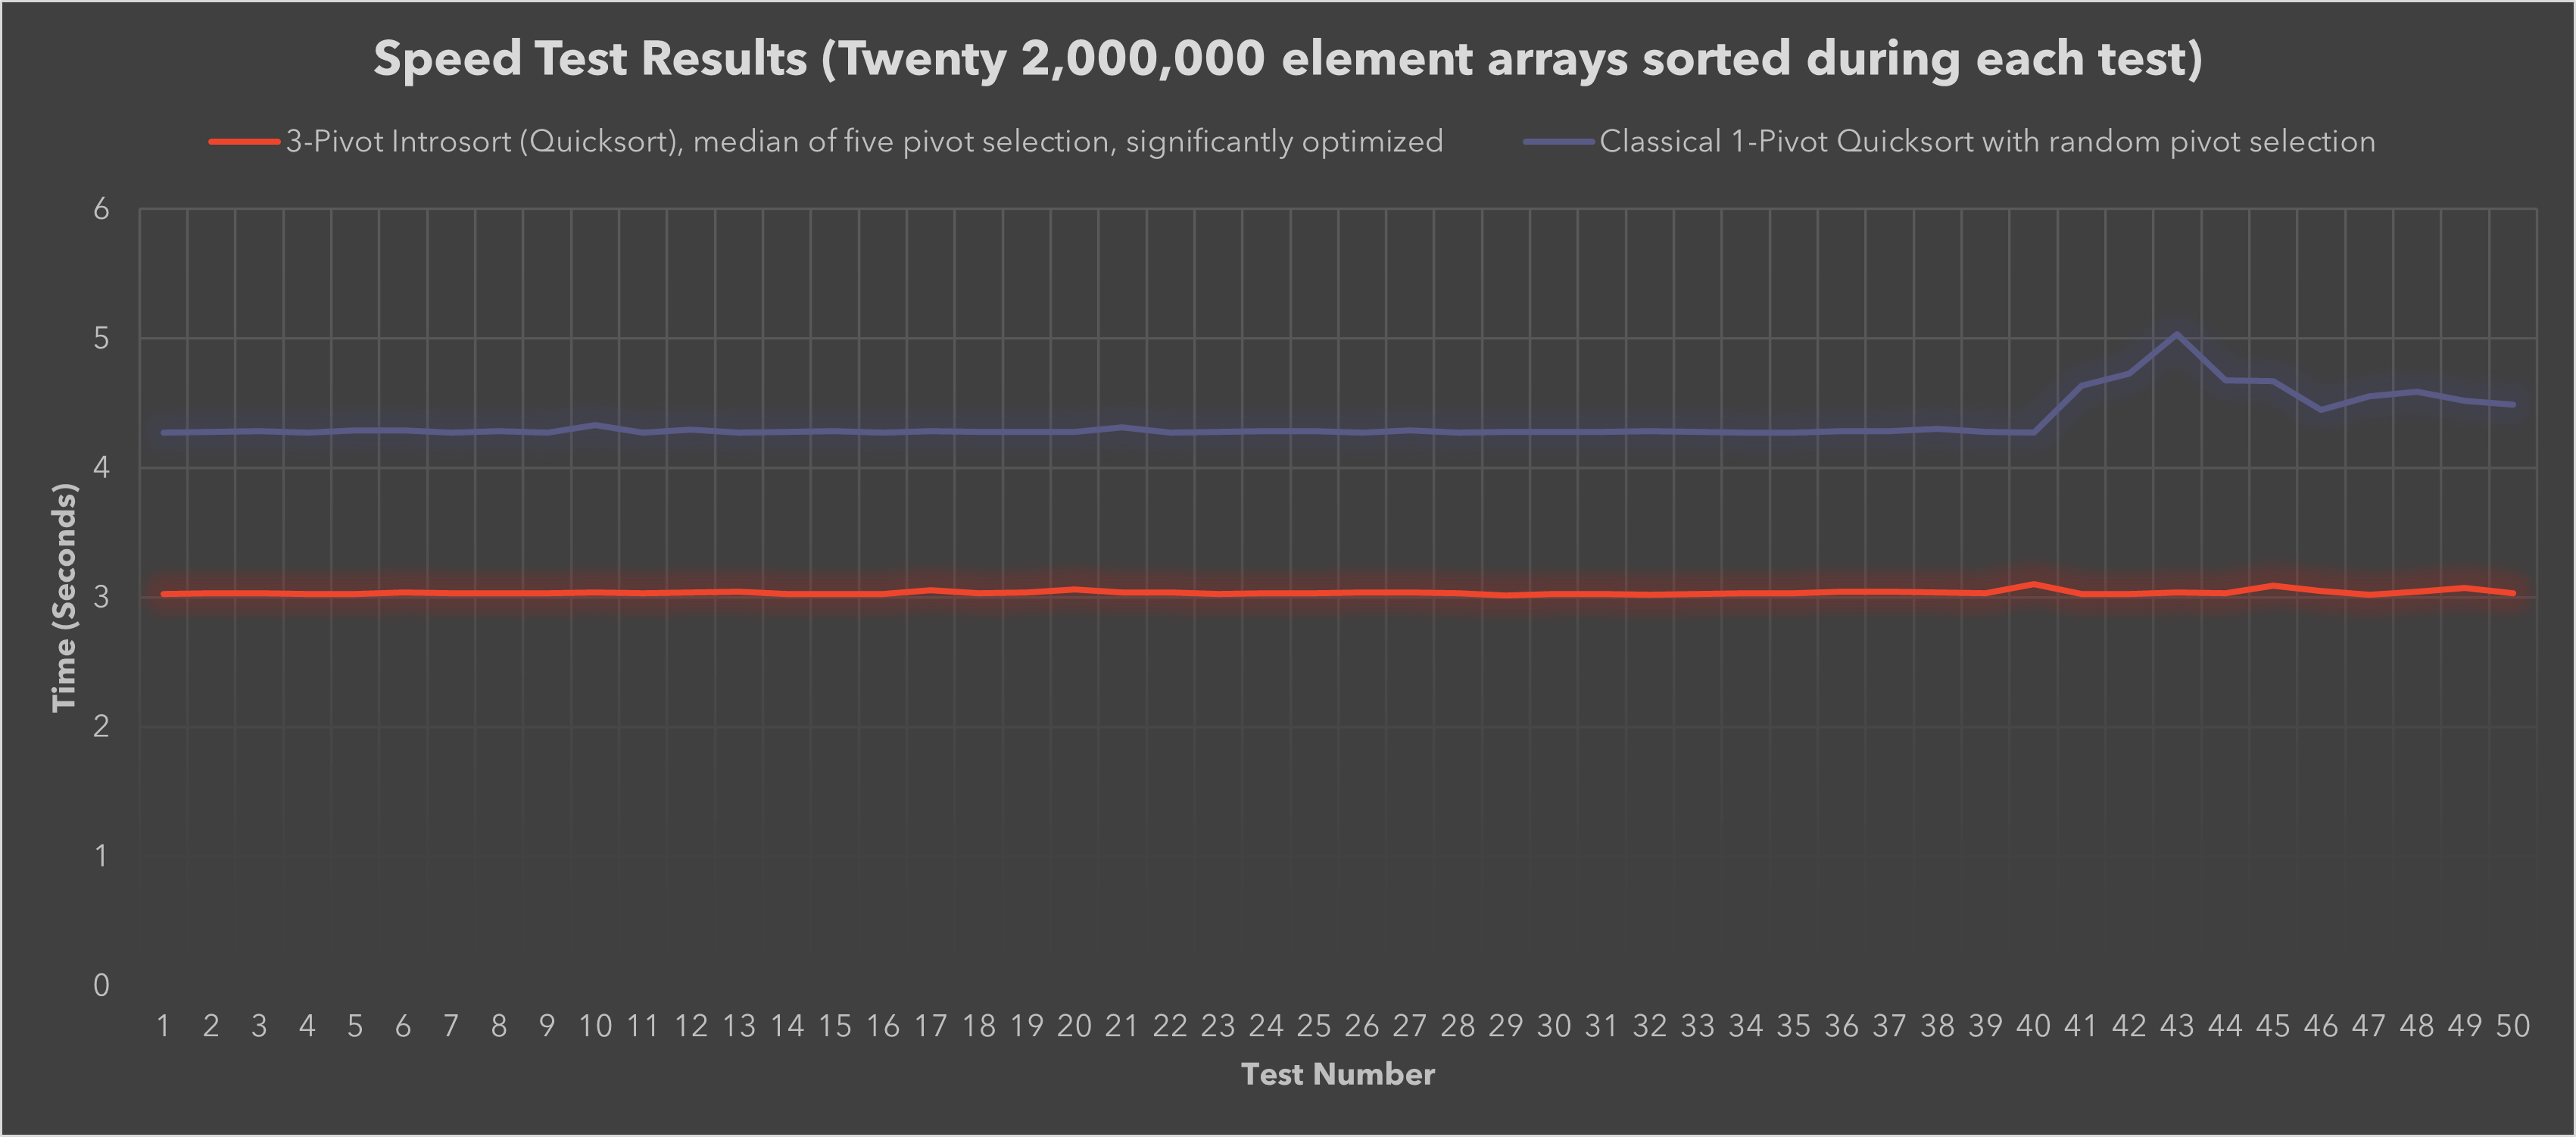 Speed Test Results (Twenty 2,000,000 element arrays sorted during each test)
3-Pivot Introsort (Quicksort), median of five pivot selection, significantly optimized
Classical 1-Pivot Quicksort with random pivot selection
6
5
4
3
2
1
0
Time (Seconds)
1 2 3 4 5 6 7 8 9 10 11 12 13 14 15 16 17 18 19 20 21 22 23 24 25 26 27 28 29 30 31 32 33 34 35 36 37 38 39 40 41 42 43 44 45 46 47 48 49 50
Test Number